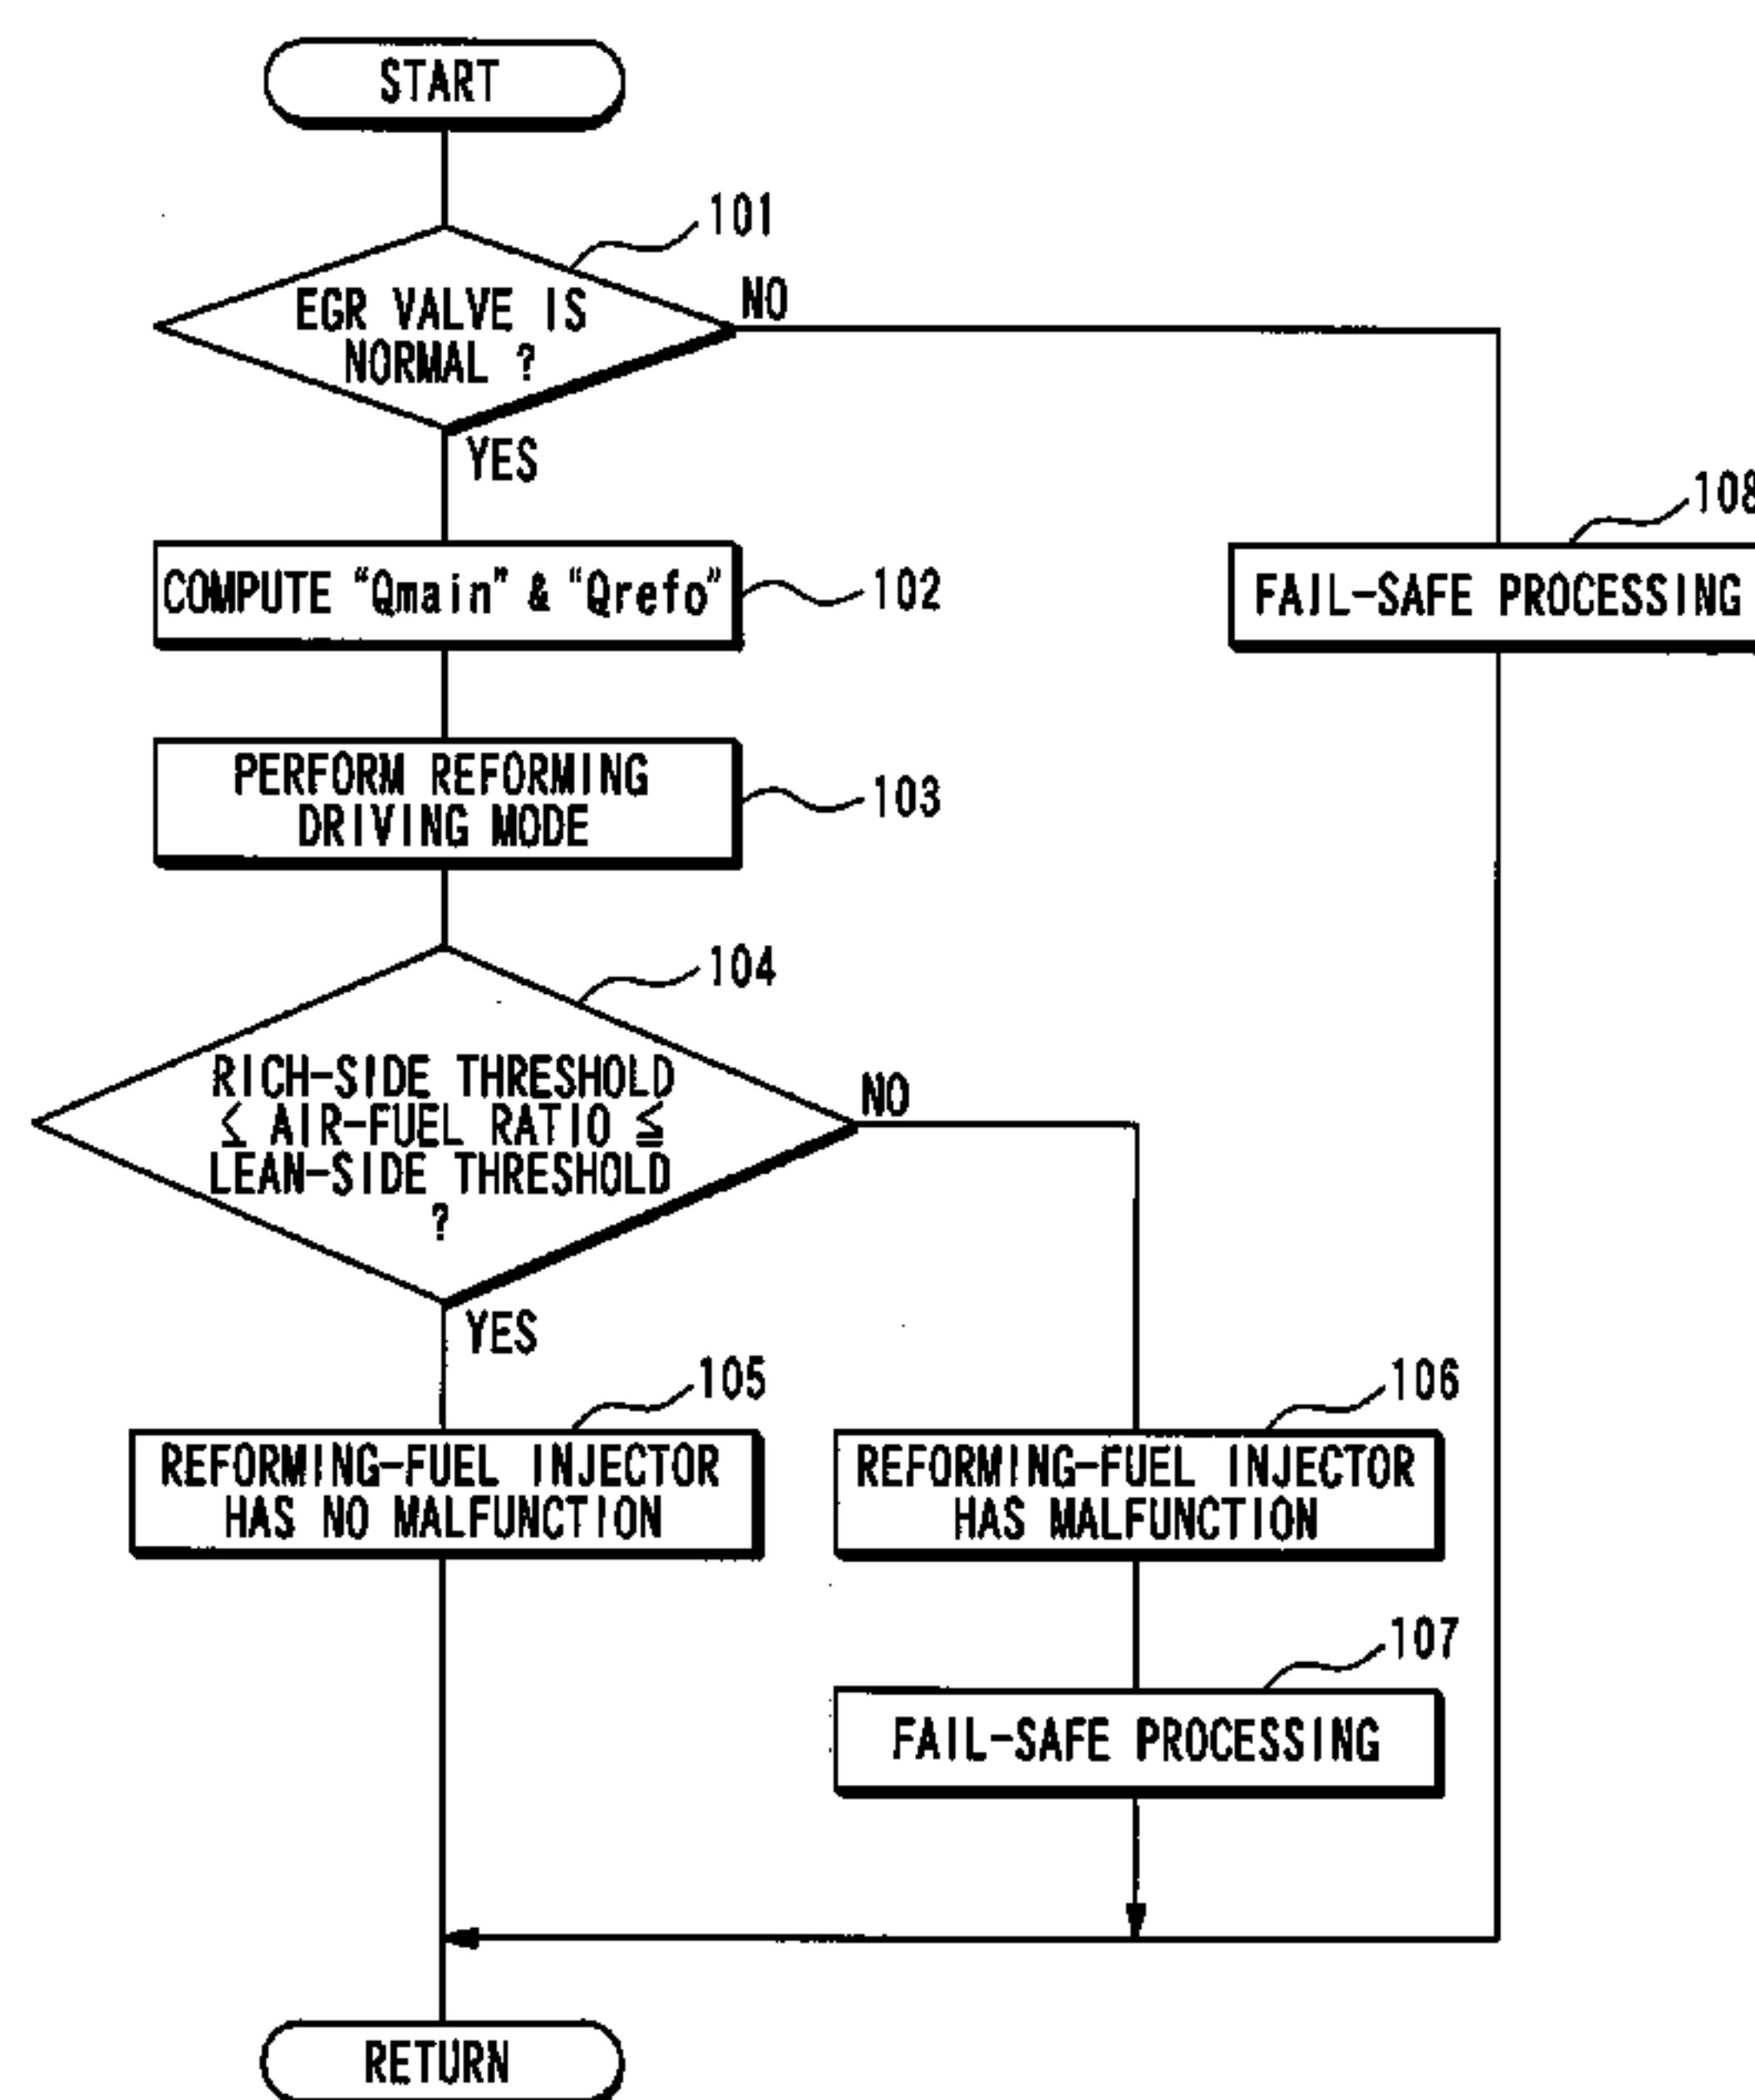 START
101
EGR VALVE IS
NORMAL ?
NO
YES
108
COMPUTE “Qmain” & “Qrefo”
102
FAIL-SAFE PROCESSING
PERFORM REFORMING
DRIVING MODE
103
104
RICH-SIDE THRESHOLD
≦ AIR-FUEL RATIO ≦
LEAN-SIDE THRESHOLD
?
NO
YES
105
REFORMING-FUEL INJECTOR
HAS NO MALFUNCTION
106
REFORMING-FUEL INJECTOR
HAS MALFUNCTION
107
FAIL-SAFE PROCESSING
RETURN